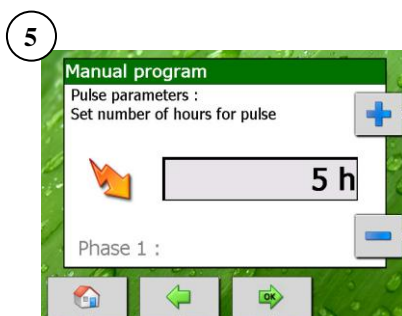 5
Manual program
Pulse parameters :
Set number of hours for pulse
+
5 h
−
Phase 1 :
OK